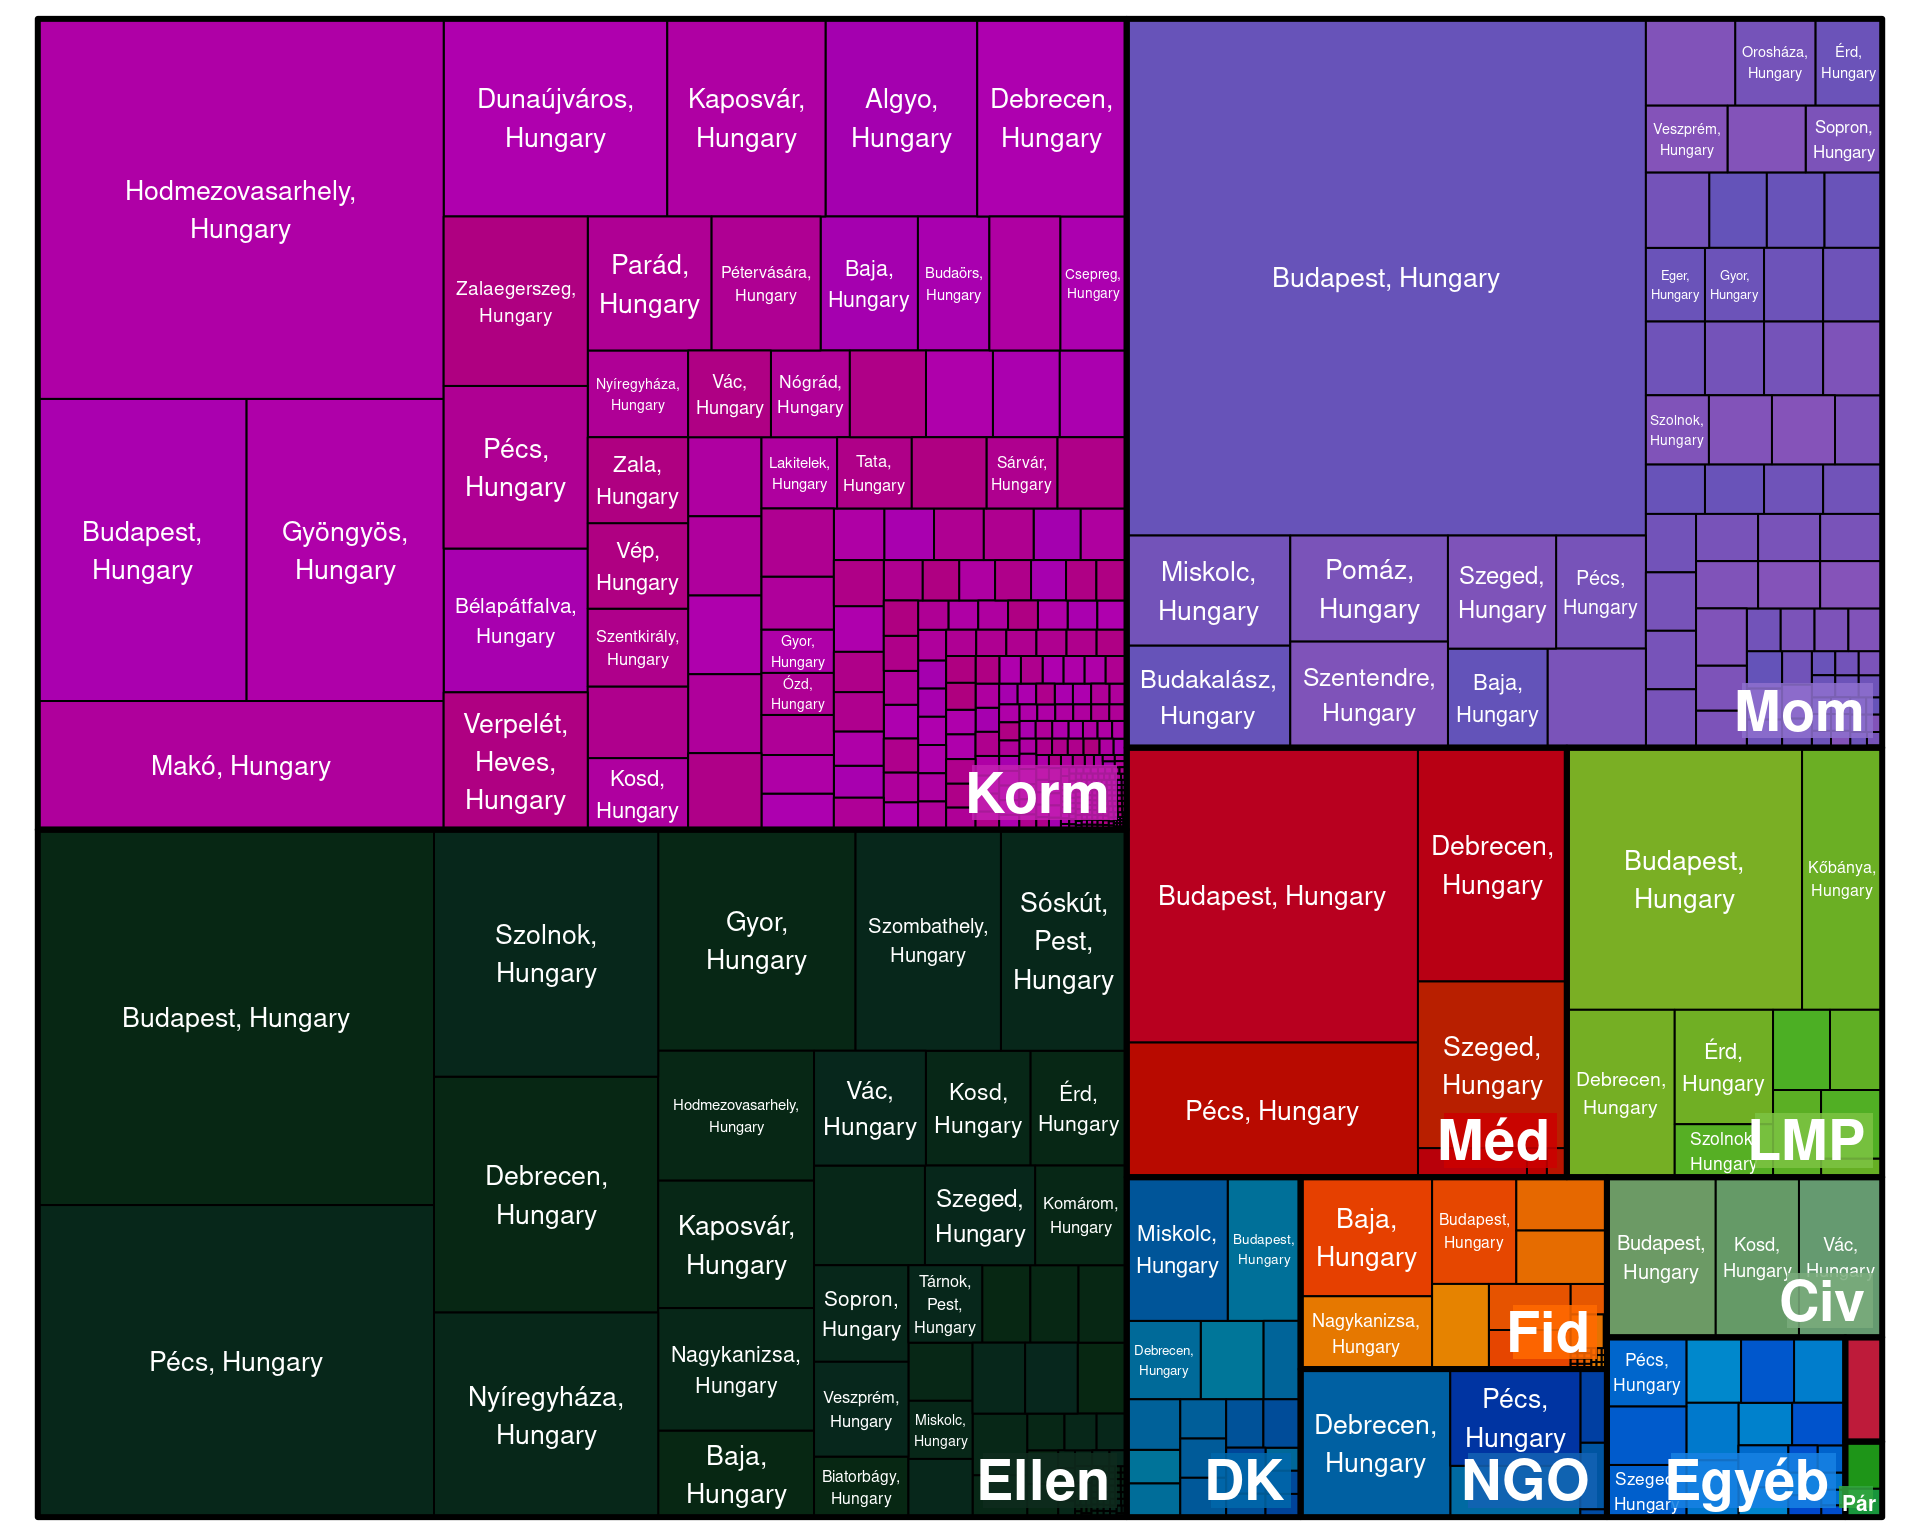 Hodmezovasarhely,
Hungary
Budapest,
Hungary
Gyöngyös,
Hungary
Makó, Hungary
Dunaújváros,
Hungary
Kaposvár,
Hungary
Algyo,
Hungary
Debrecen,
Hungary
Zalaegerszeg,
Hungary
Pécs,
Hungary
Bélapátfalva,
Hungary
Verpelét,
Heves,
Hungary
Parád,
Hungary
Pétervására,
Hungary
Baja,
Hungary
Budaörs,
Hungary
Csepreg,
Hungary
Nyíregyháza,
Hungary
Vác,
Hungary
Nógrád,
Hungary
Zala,
Hungary
Vép,
Hungary
Szentkirály,
Hungary
Kosd,
Hungary
Lakitelek,
Hungary
Tata,
Hungary
Sárvár,
Hungary
Gyor,
Hungary
Ózd,
Hungary
Korm
Budapest, Hungary
Miskolc,
Hungary
Budakalász,
Hungary
Pomáz,
Hungary
Szentendre,
Hungary
Szeged,
Hungary
Pécs,
Hungary
Baja,
Hungary
Orosháza,
Hungary
Érd,
Hungary
Veszprém,
Hungary
Sopron,
Hungary
Eger,
Hungary
Gyor,
Hungary
Szolnok,
Hungary
Mom
Budapest, Hungary
Pécs, Hungary
Szolnok,
Hungary
Debrecen,
Hungary
Nyíregyháza,
Hungary
Gyor,
Hungary
Szombathely,
Hungary
Sóskút,
Pest,
Hungary
Hodmezovasarhely,
Hungary
Kaposvár,
Hungary
Nagykanizsa,
Hungary
Baja,
Hungary
Vác,
Hungary
Kosd,
Hungary
Érd,
Hungary
Szeged,
Hungary
Komárom,
Hungary
Sopron,
Hungary
Tárnok,
Pest,
Hungary
Veszprém,
Hungary
Miskolc,
Hungary
Biatorbágy,
Hungary
Ellen
Budapest, Hungary
Pécs, Hungary
Debrecen,
Hungary
Szeged,
Hungary
Méd
Budapest,
Hungary
Kőbánya,
Hungary
Debrecen,
Hungary
Érd,
Hungary
Szolnok,
Hungary
LMP
Miskolc,
Hungary
Budapest,
Hungary
Debrecen,
Hungary
DK
Baja,
Hungary
Budapest,
Hungary
Nagykanizsa,
Hungary
Fid
Debrecen,
Hungary
Pécs,
Hungary
NGO
Budapest,
Hungary
Kosd,
Hungary
Vác,
Hungary
Civ
Pécs,
Hungary
Szeged,
Hungary
Egyéb
Pár